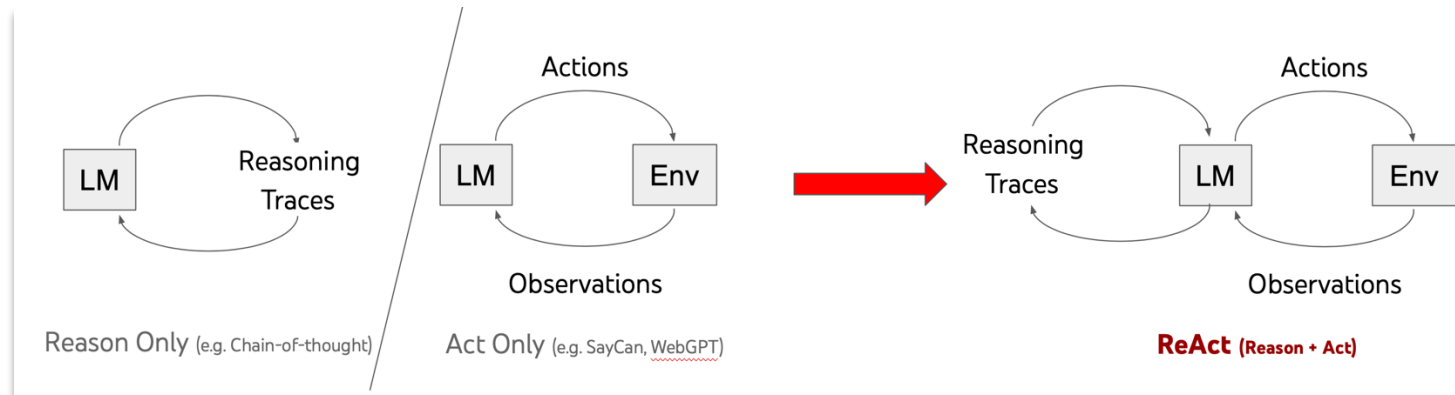 LM
Reasoning
Traces
Reason Only (e.g. Chain-of-thought)
Actions
LM
Env
Observations
Act Only (e.g. SayCan, WebGPT)
Actions
Reasoning
Traces
LM
Env
Observations
ReAct (Reason + Act)